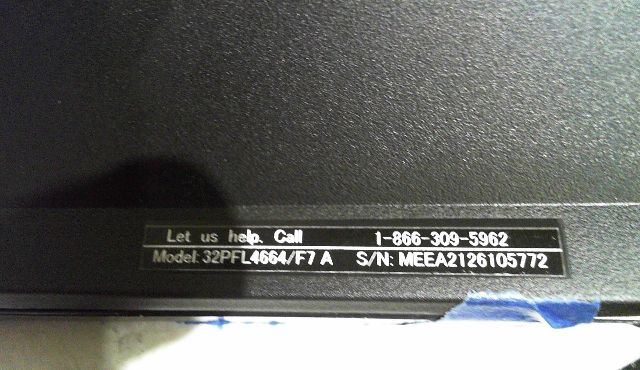 Let us help. Call 1-866-309-5962
Model: 32PFL4664/F7 A S/N: MEEA2126105772